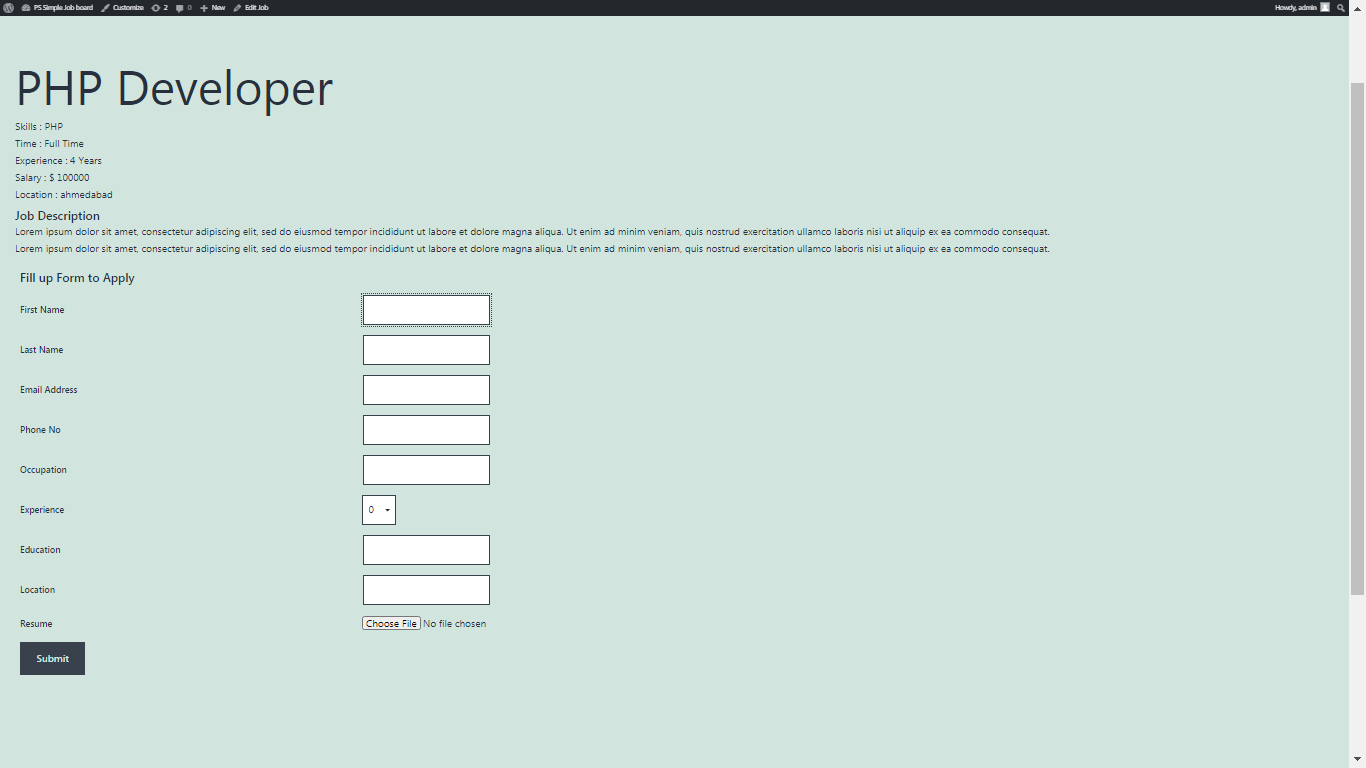 PS Simple Job board Customize 2 0 New Edit Job Howdy, admin
PHP Developer
Skills : PHP
Time : Full Time
Experience : 4 Years
Salary : $ 100000
Location : ahmedabad
Job Description
Lorem ipsum dolor sit amet, consectetur adipiscing elit, sed do eiusmod tempor incididunt ut labore et dolore magna aliqua. Ut enim ad minim veniam, quis nostrud exercitation ullamco laboris nisi ut aliquip ex ea commodo consequat.
Lorem ipsum dolor sit amet, consectetur adipiscing elit, sed do eiusmod tempor incididunt ut labore et dolore magna aliqua. Ut enim ad minim veniam, quis nostrud exercitation ullamco laboris nisi ut aliquip ex ea commodo consequat.
Fill up Form to Apply
First Name
Last Name
Email Address
Phone No
Occupation
Experience 0
Education
Location
Resume Choose File No file chosen
Submit